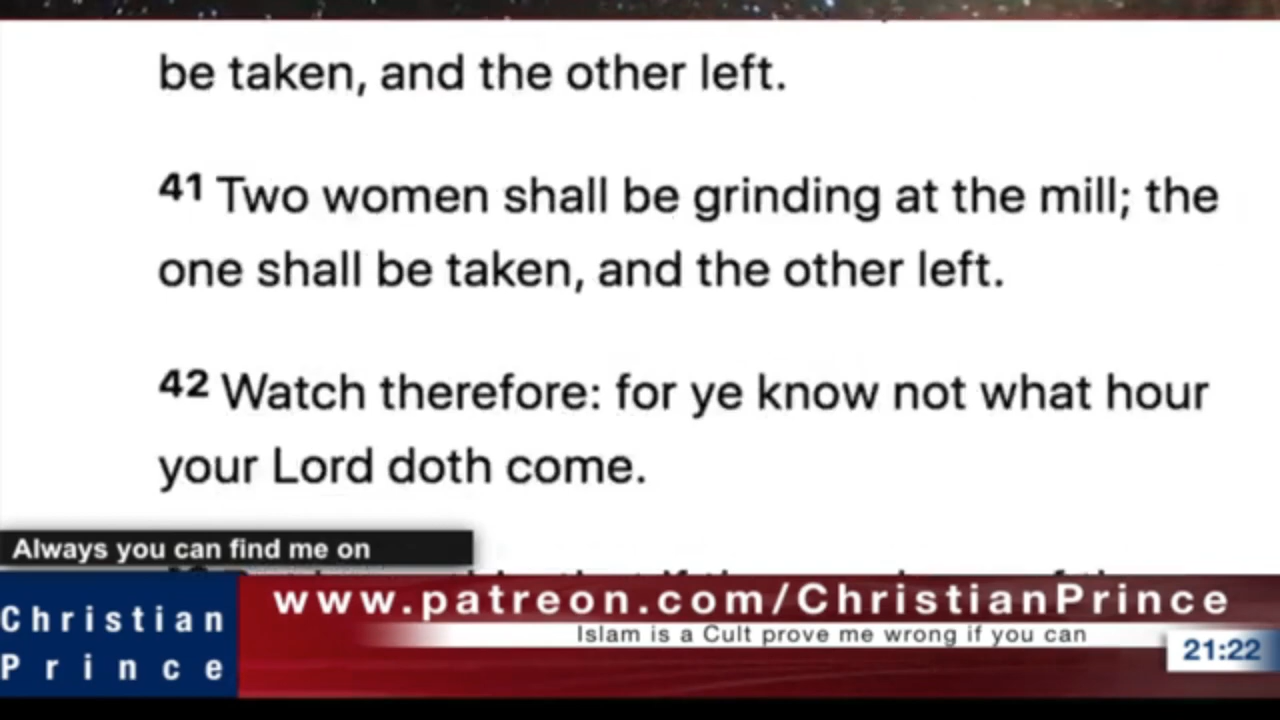 be taken, and the other left.
41 Two women shall be grinding at the mill; the
one shall be taken, and the other left.
42 Watch therefore: for ye know not what hour
your Lord doth come.
Always you can find me on
Christian
Prince
www.patreon.com/ChristianPrince
Islam is a Cult prove me wrong if you can
21:22